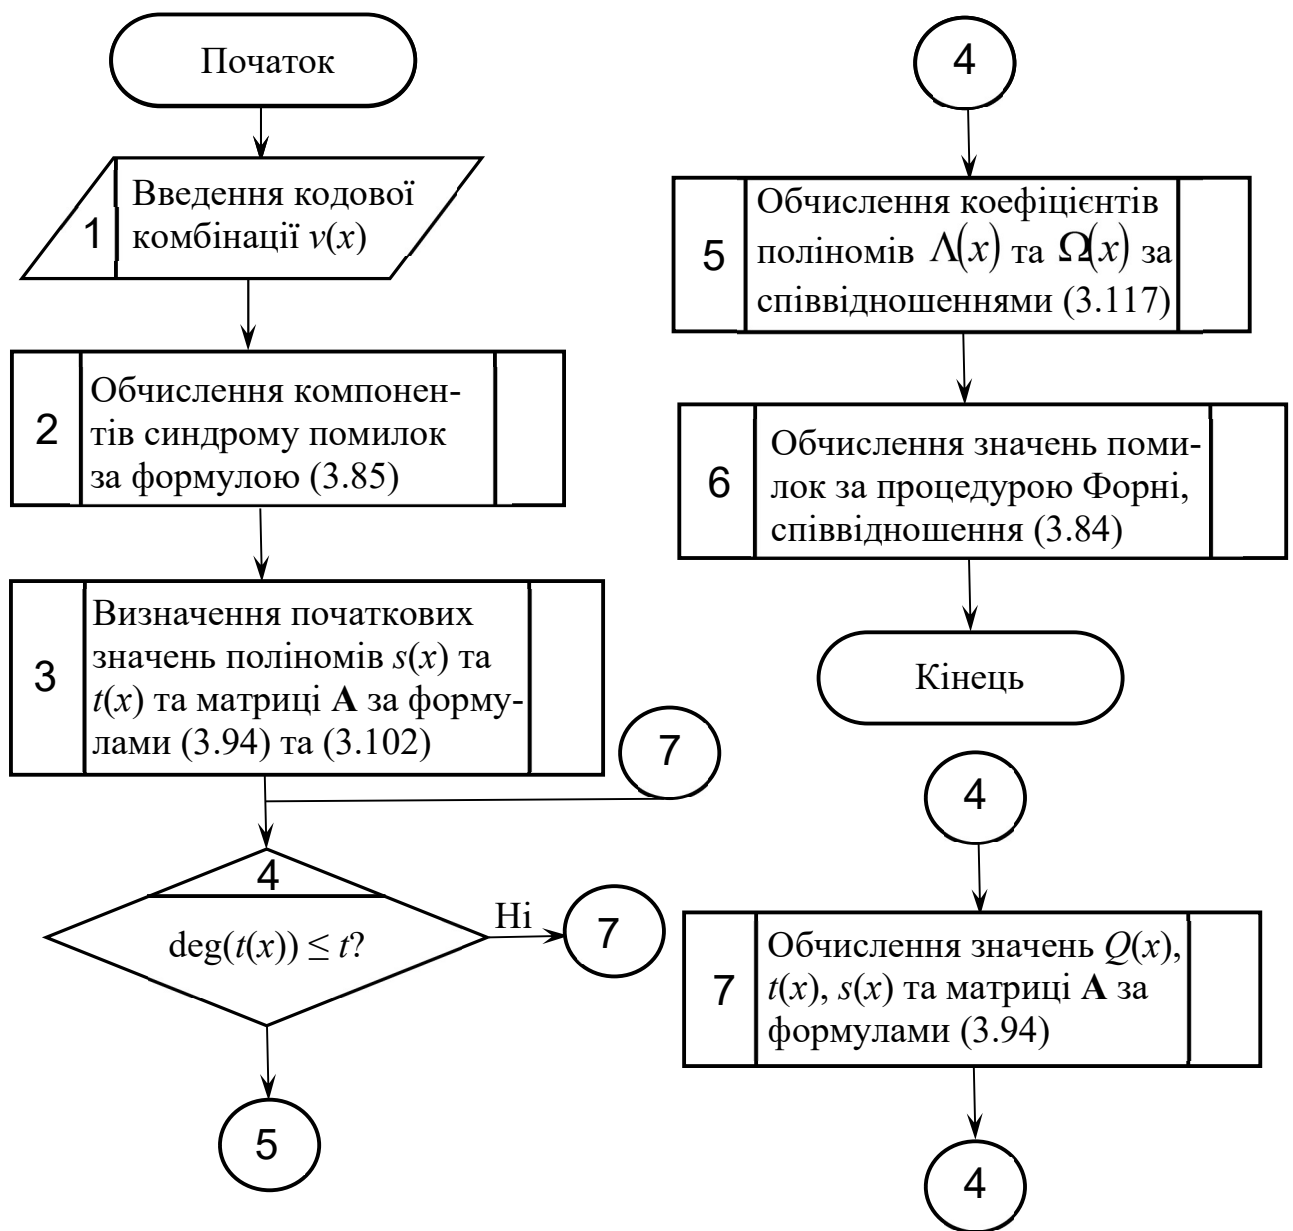 Початок
1
Введення кодової
комбінації v(x)
2
Обчислення компонен-
тів синдрому помилок
за формулою (3.85)
3
Визначення початкових
значень поліномів s(x) та
t(x) та матриці A за форму-
лами (3.94) та (3.102)
7
4
deg(t(x)) ≤ t?
Ні
7
5
4
5
Обчислення коефіцієнтів
поліномів Λ(x) та Ω(x) за
співвідношеннями (3.117)
6
Обчислення значень поми-
лок за процедурою Форні,
співвідношення (3.84)
Кінець
4
7
Обчислення значень Q(x),
t(x), s(x) та матриці A за
формулами (3.94)
4